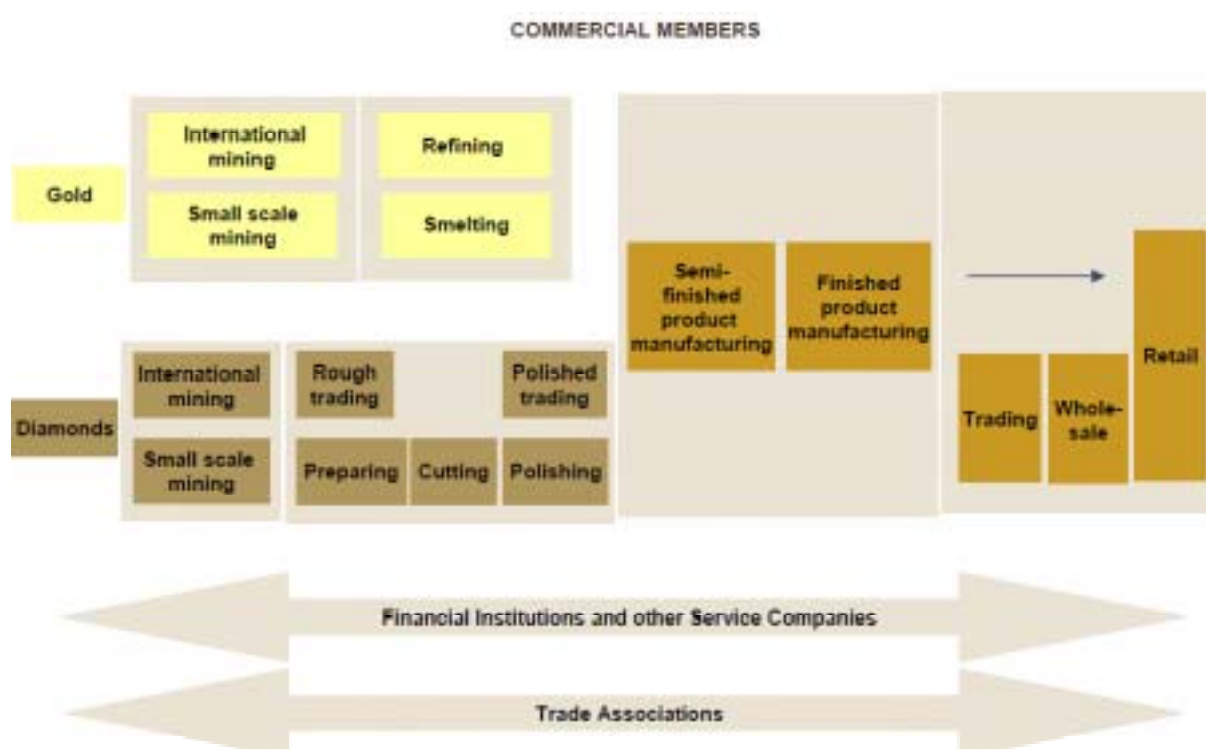 COMMERCIAL MEMBERS
Gold
International
mining
Small scale
mining
Refining
Smelting
Diamonds
International
mining
Small scale
mining
Rough
trading
Polished
trading
Preparing
Cutting
Polishing
Semi-
finished
product
manufacturing
Finished
product
manufacturing
Trading
Whole-
sale
Retail
Financial Institutions and other Service Companies
Trade Associations